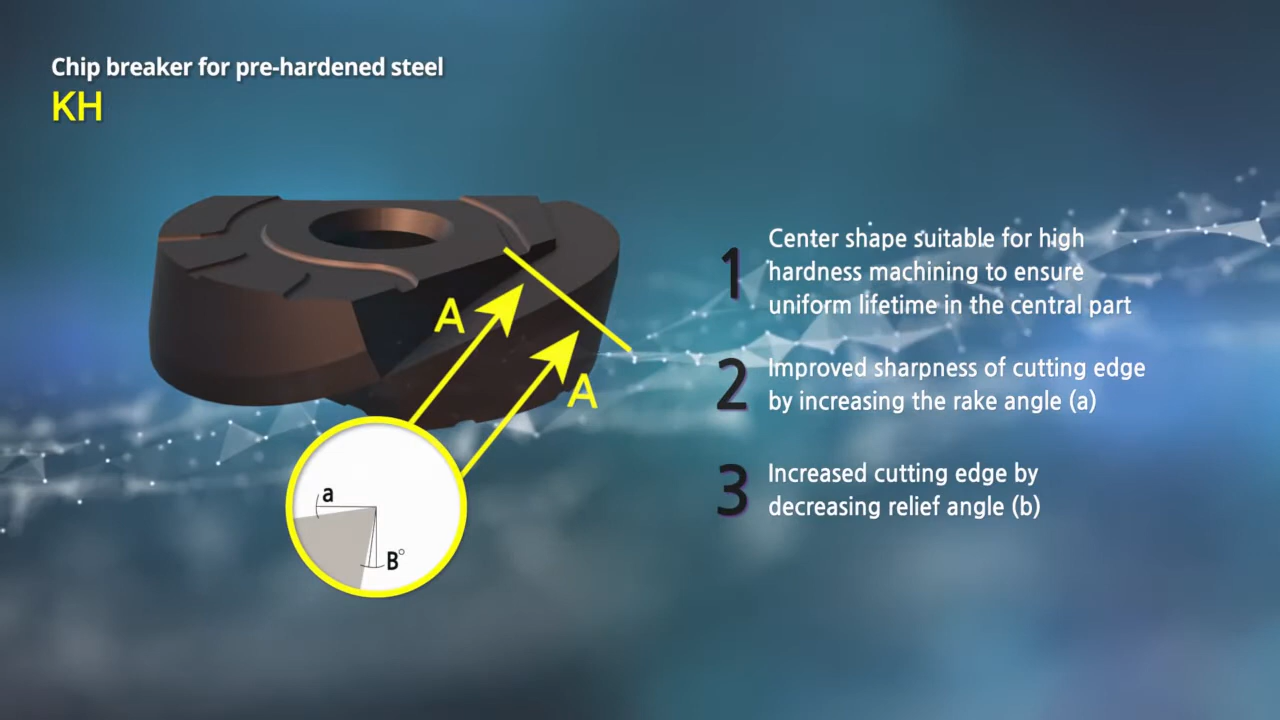 Chip breaker for pre-hardened steel
KH
A
A
a
B°
1
Center shape suitable for high
hardness machining to ensure
uniform lifetime in the central part
2
Improved sharpness of cutting edge
by increasing the rake angle (a)
3
Increased cutting edge by
decreasing relief angle (b)